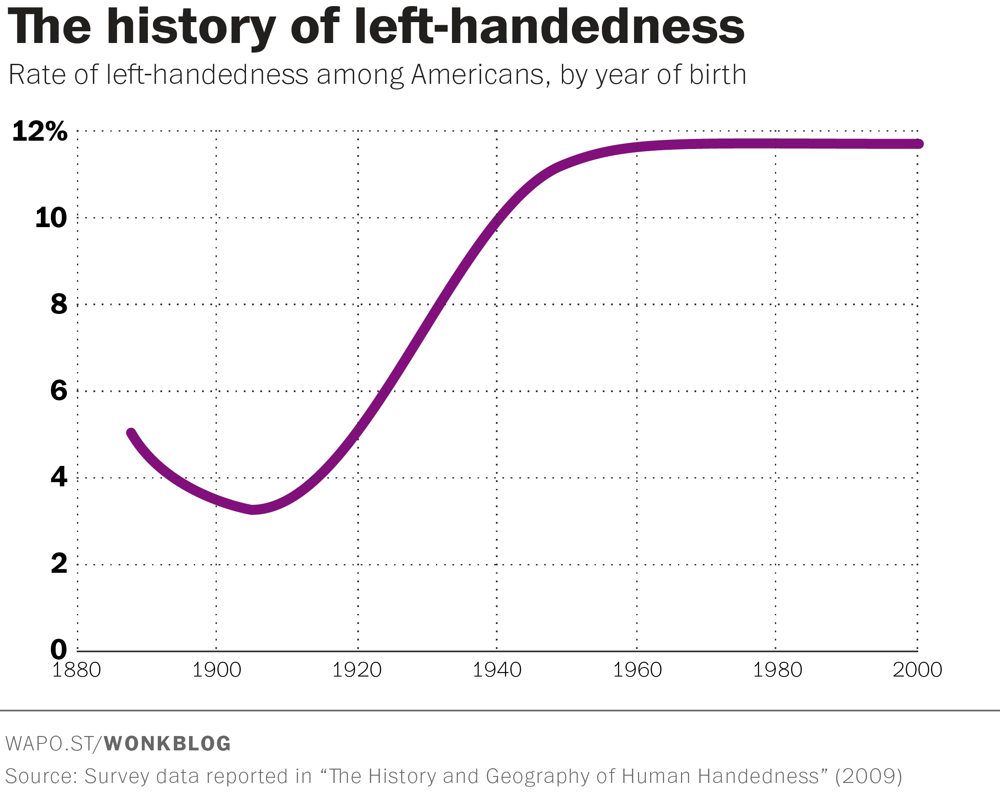 The history of left-handedness
Rate of left-handedness among Americans, by year of birth
12%
10
8
6
4
2
0
1880 1900 1920 1940 1960 1980 2000
WAPO.ST/WONKBLOG
Source: Survey data reported in “The History and Geography of Human Handedness” (2009)